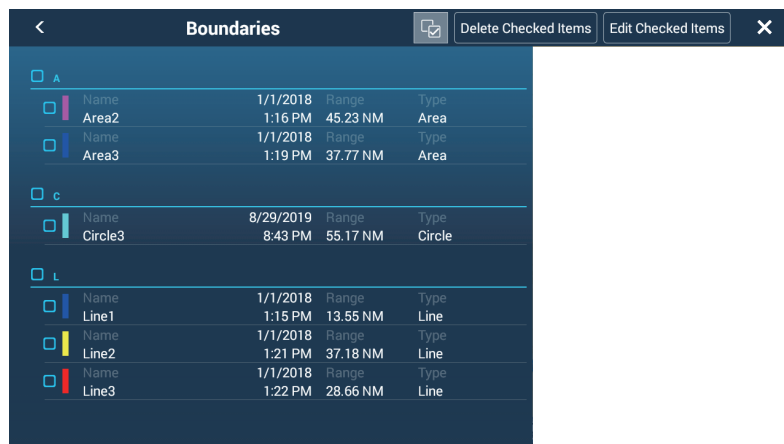 Boundaries Delete Checked Items Edit Checked Items
A
Name 1/1/2018 Range Type
Area2 1:16 PM 45.23 NM Area
Name 1/1/2018 Range Type
Area3 1:19 PM 37.77 NM Area
C
Name 8/29/2019 Range Type
Circle3 8:43 PM 55.17 NM Circle
L
Name 1/1/2018 Range Type
Line1 1:15 PM 13.55 NM Line
Name 1/1/2018 Range Type
Line2 1:21 PM 37.18 NM Line
Name 1/1/2018 Range Type
Line3 1:22 PM 28.66 NM Line